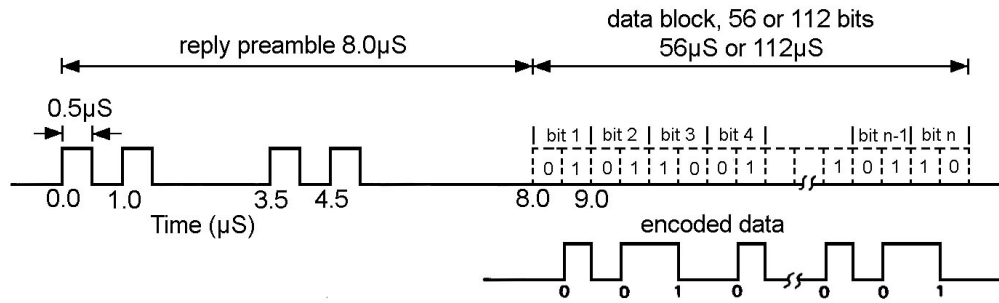 data block, 56 or 112 bits
reply preamble 8.0µS
56µS or 112µS
0.5µS
bit 1 bit 2 bit 3 bit 4 bit n-1 bit n
0 1 0 1 1 0 0 1 1 0 1 1 0
0.0 1.0 3.5 4.5 8.0 9.0
Time (µS)
encoded data
0 0 1 0 0 0 1